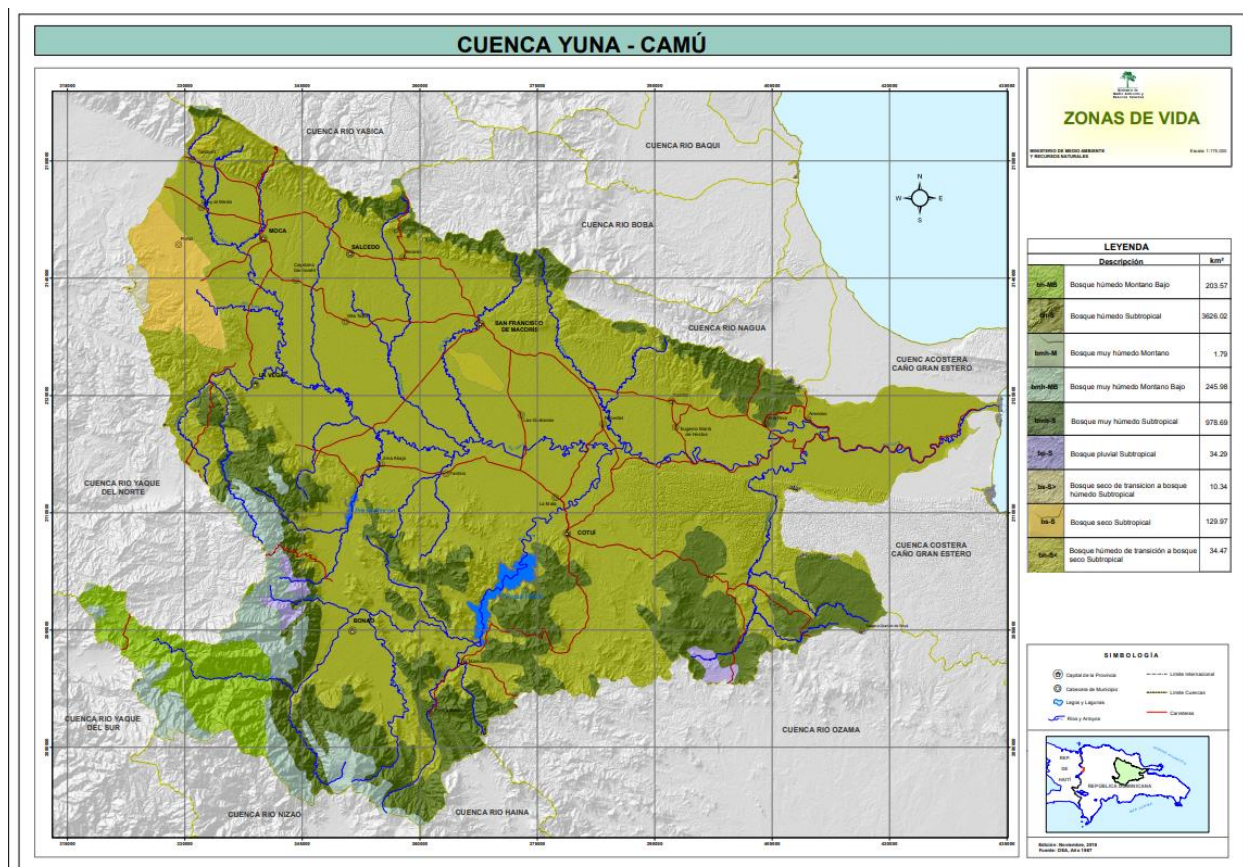 CUENCA YUNA - CAMÚ
ZONAS DE VIDA
MINISTERIO DE MEDIO AMBIENTE
Y RECURSOS NATURALES
LEYENDA
Descripción km²
bh-MB Bosque húmedo Montano Bajo 203.57
bh-S Bosque húmedo Subtropical 3626.02
bmh-M Bosque muy húmedo Montano 1.79
bmh-MB Bosque muy húmedo Montano Bajo 245.98
bmh-S Bosque muy húmedo Subtropical 978.69
bp-S Bosque pluvial Subtropical 34.29
bs-S> Bosque seco de transicion a bosque
húmedo Subtropical 10.34
bs-S Bosque seco Subtropical 129.97
bh-S< Bosque húmedo de transición a bosque
seco Subtropical 34.47
SIMBOLOGÍA
Capital de la Provincia
Cabecera de Municipio
Lagos y Lagunas
Ríos y Arroyos
Límite Internacional
Límite Cuencas
Carreteras
REP.
DE
HAITÍ
REPÚBLICA DOMINICANA
Edición: Noviembre, 2018
CUENCA RIO YASICA
CUENCA RIO BAQUI
CUENCA RIO BOBA
CUENCA RIO NAGUA
CUENC ACOSTERA
CAÑO GRAN ESTERO
MOCA
SALCEDO
SAN FRANCISCO
DE MACORIS
LA VEGA
CUENCA RIO YAQUE
DEL NORTE
COTUÍ
CUENCA COSTERA
CAÑO GRAN ESTERO
BONAO
CUENCA RIO YAQUE
DEL SUR
CUENCA RIO OZAMA
CUENCA RIO NIZAO
CUENCA RIO HAINA
N
W
E
S